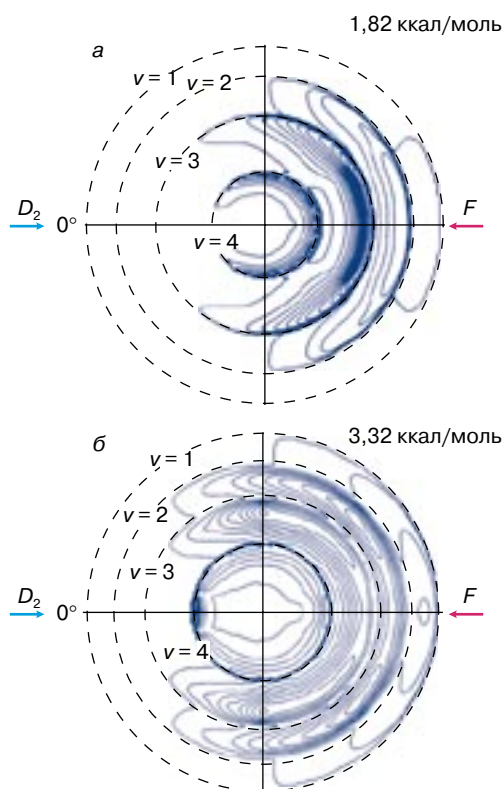 1,82 ккал/моль
а
v = 1 v = 2
v = 3
D2 0° F
v = 4
3,32 ккал/моль
б
v = 1
v = 2
v = 3
D2 0° F
v = 4